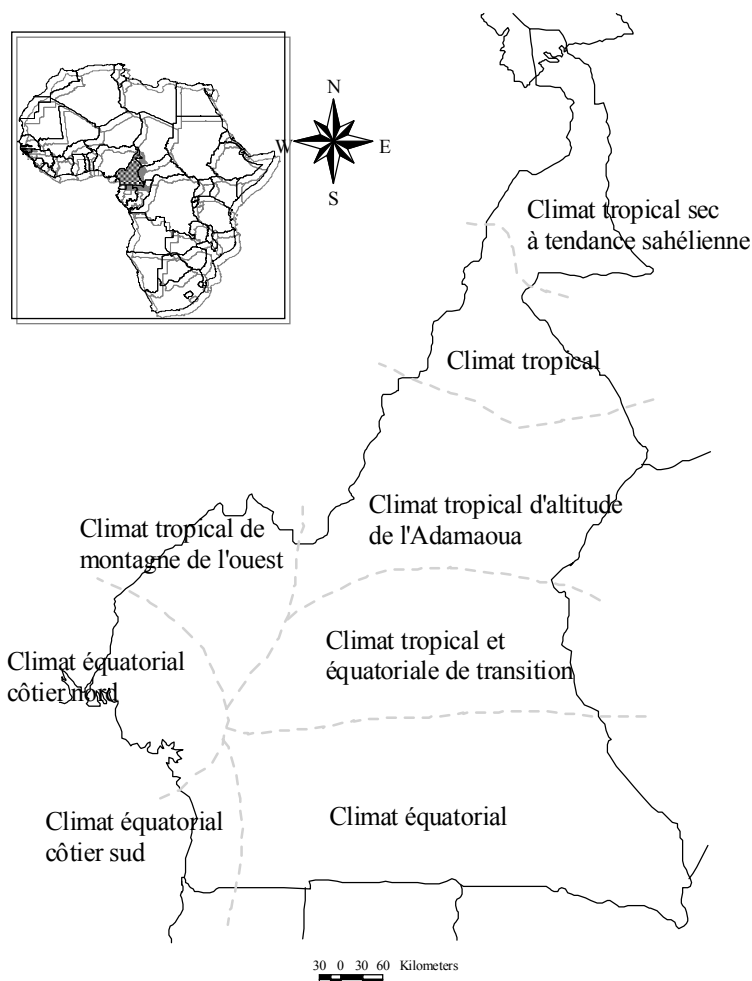 N
W
E
S
Climat tropical sec
à tendance sahélienne
Climat tropical
Climat tropical d'altitude
de l'Adamaoua
Climat tropical de
montagne de l'ouest
Climat tropical et
équatoriale de transition
Climat équatorial
côtier nord
Climat équatorial
côtier sud
Climat équatorial
30 0 30 60 Kilometers